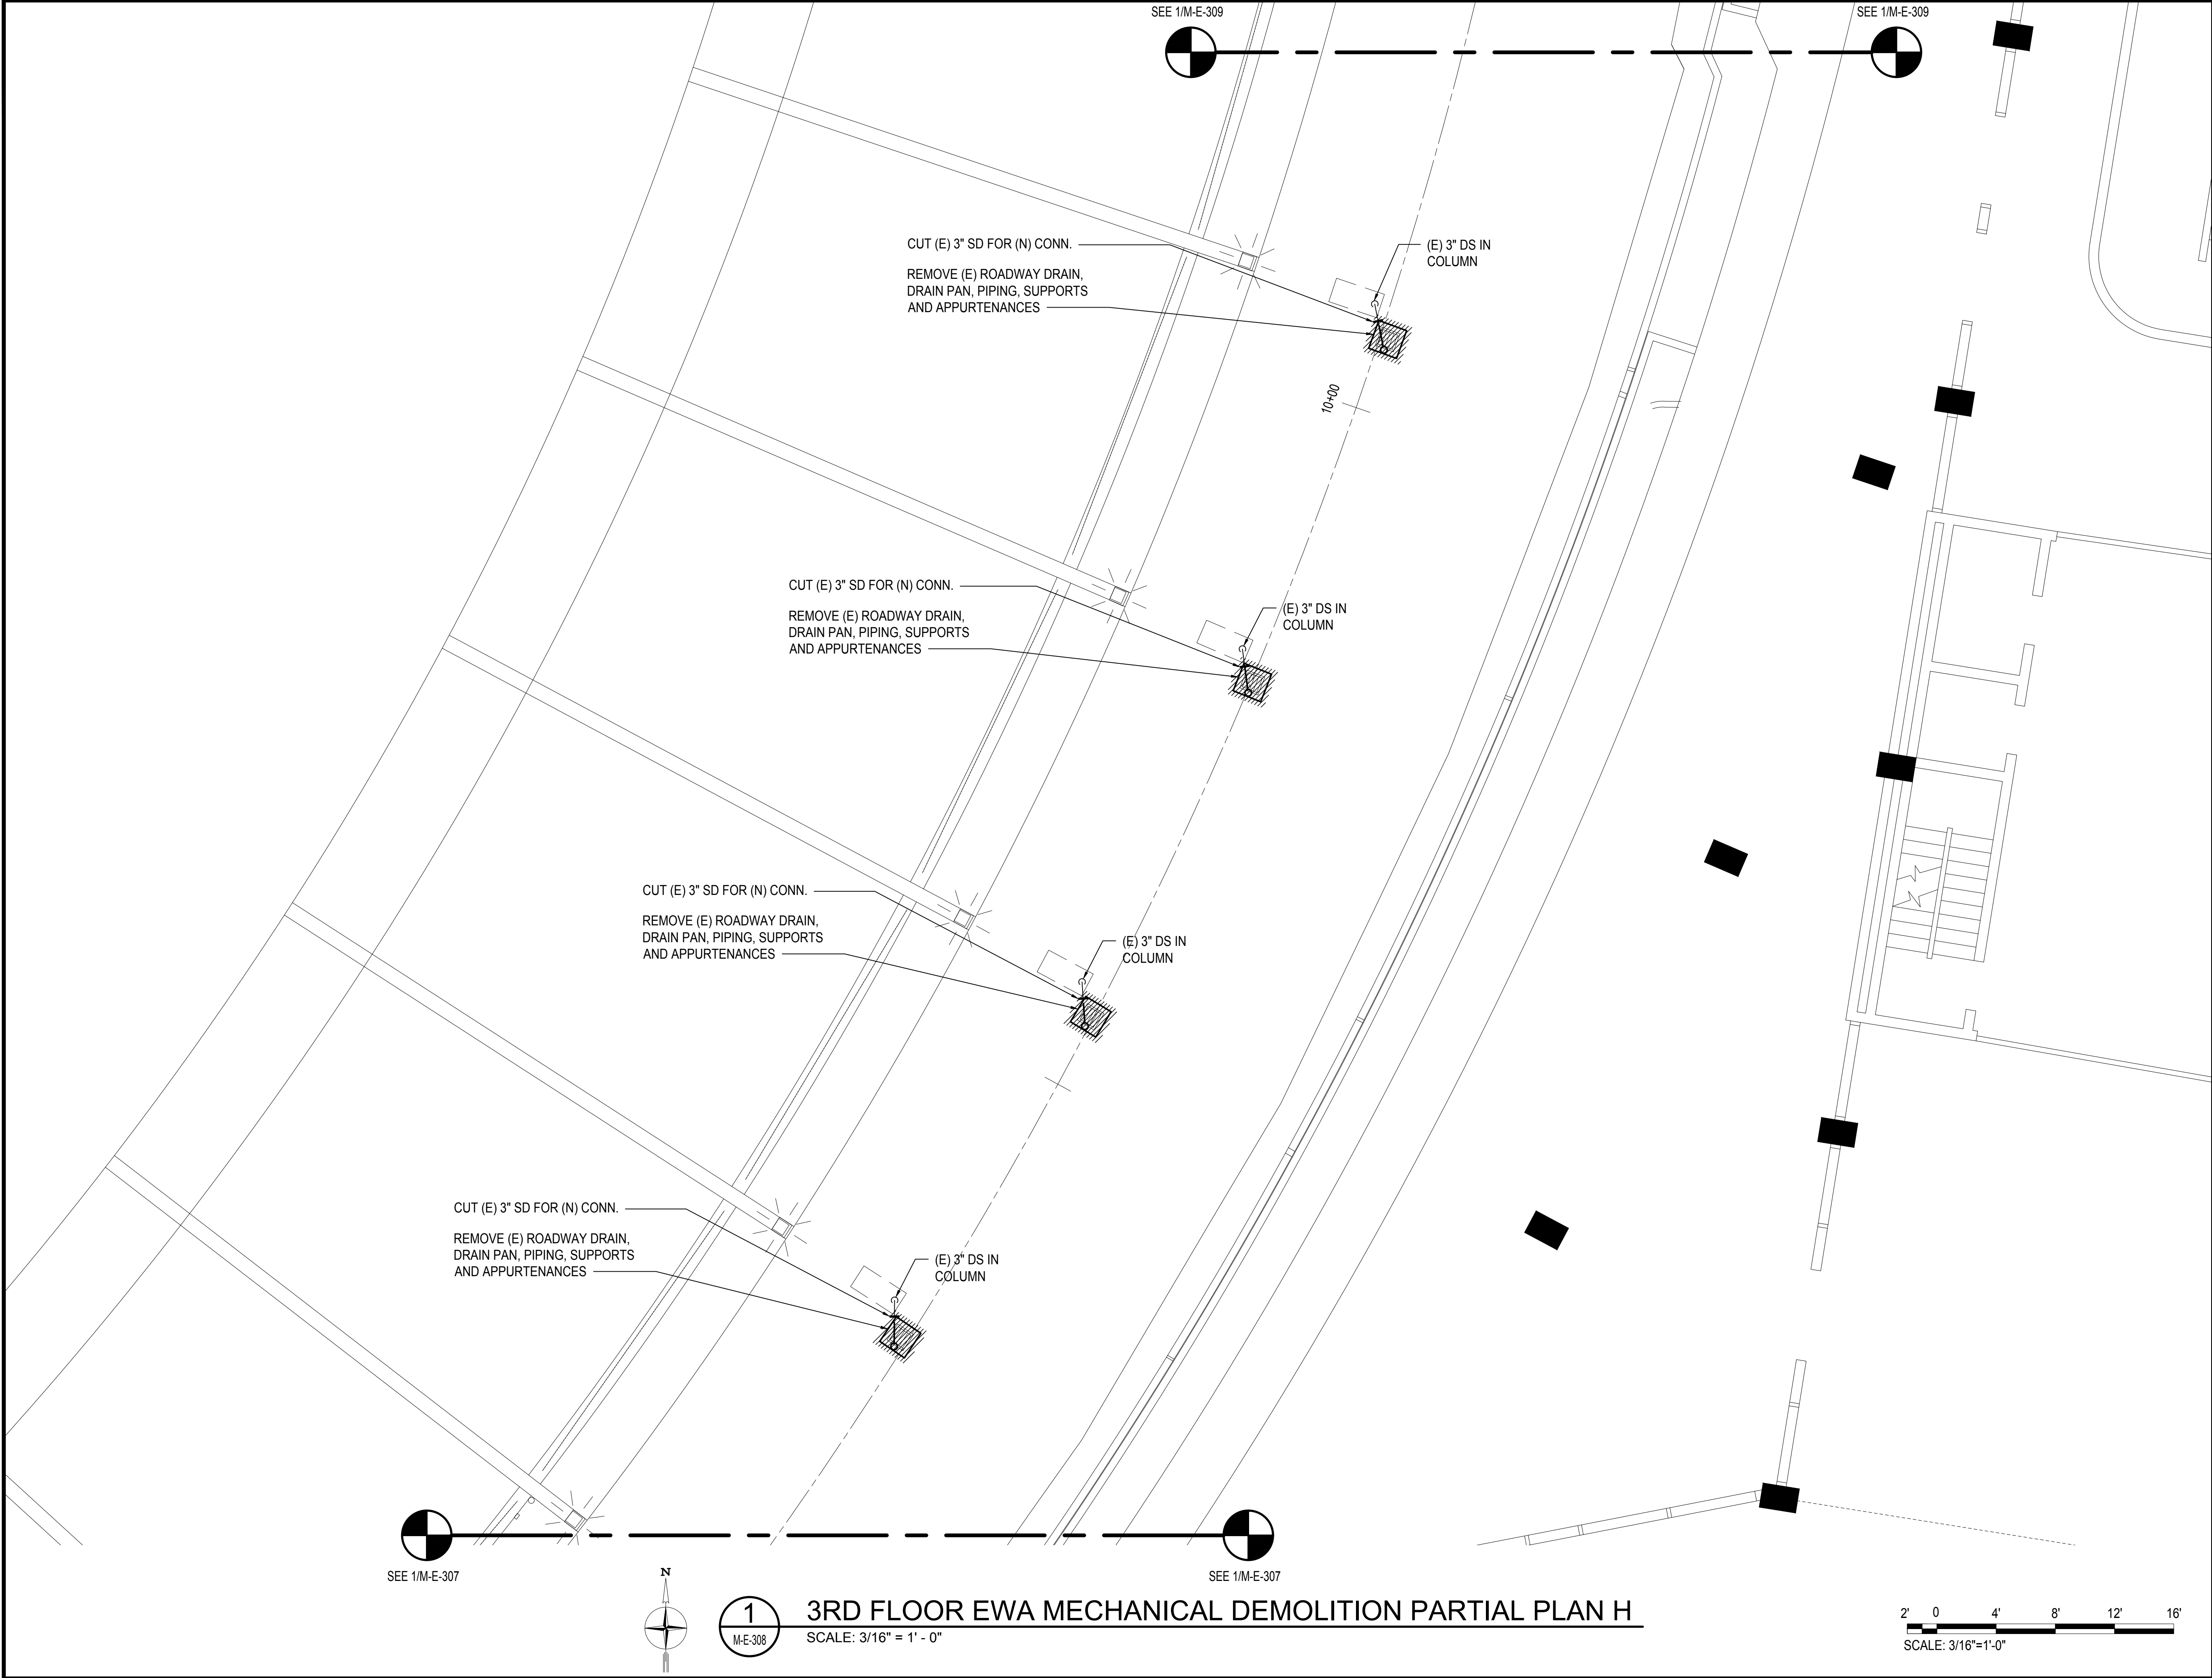 SEE 1/M-E-309
SEE 1/M-E-309
CUT (E) 3" SD FOR (N) CONN.
REMOVE (E) ROADWAY DRAIN,
DRAIN PAN, PIPING, SUPPORTS
AND APPURTENANCES
(E) 3" DS IN
COLUMN
10+00
CUT (E) 3" SD FOR (N) CONN.
REMOVE (E) ROADWAY DRAIN,
DRAIN PAN, PIPING, SUPPORTS
AND APPURTENANCES
(E) 3" DS IN
COLUMN
CUT (E) 3" SD FOR (N) CONN.
REMOVE (E) ROADWAY DRAIN,
DRAIN PAN, PIPING, SUPPORTS
AND APPURTENANCES
(E) 3" DS IN
COLUMN
CUT (E) 3" SD FOR (N) CONN.
REMOVE (E) ROADWAY DRAIN,
DRAIN PAN, PIPING, SUPPORTS
AND APPURTENANCES
(E) 3" DS IN
COLUMN
SEE 1/M-E-307
SEE 1/M-E-307
N
1
M-E-308
3RD FLOOR EWA MECHANICAL DEMOLITION PARTIAL PLAN H
SCALE: 3/16" = 1' - 0"
2' 0 4' 8' 12' 16'
SCALE: 3/16"=1'-0"